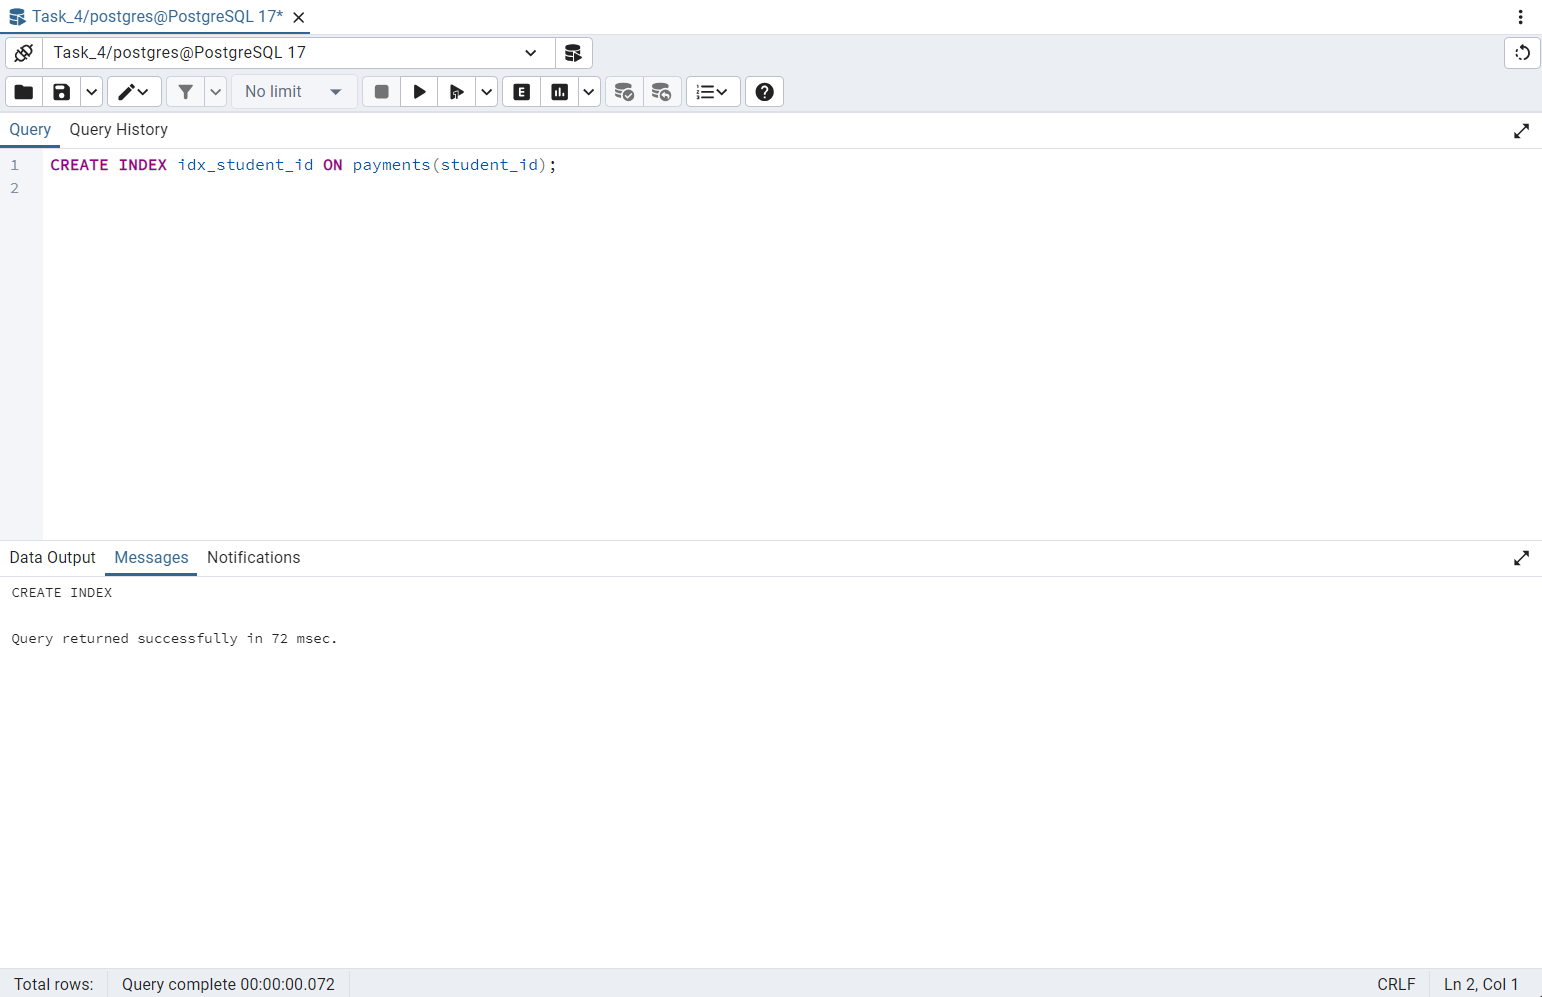 Task_4/postgres@PostgreSQL 17*
Task_4/postgres@PostgreSQL 17
No limit
E
Query Query History
1 CREATE INDEX idx_student_id ON payments(student_id);
2
Data Output Messages Notifications
CREATE INDEX
Query returned successfully in 72 msec.
Total rows: Query complete 00:00:00.072 CRLF Ln 2, Col 1